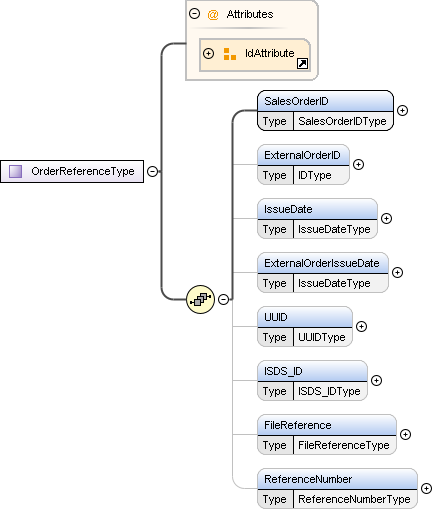 @ Attributes
IdAttribute
OrderReferenceType
SalesOrderID
Type SalesOrderIDType
ExternalOrderID
Type IDType
IssueDate
Type IssueDateType
ExternalOrderIssueDate
Type IssueDateType
UUID
Type UUIDType
ISDS_ID
Type ISDS_IDType
FileReference
Type FileReferenceType
ReferenceNumber
Type ReferenceNumberType